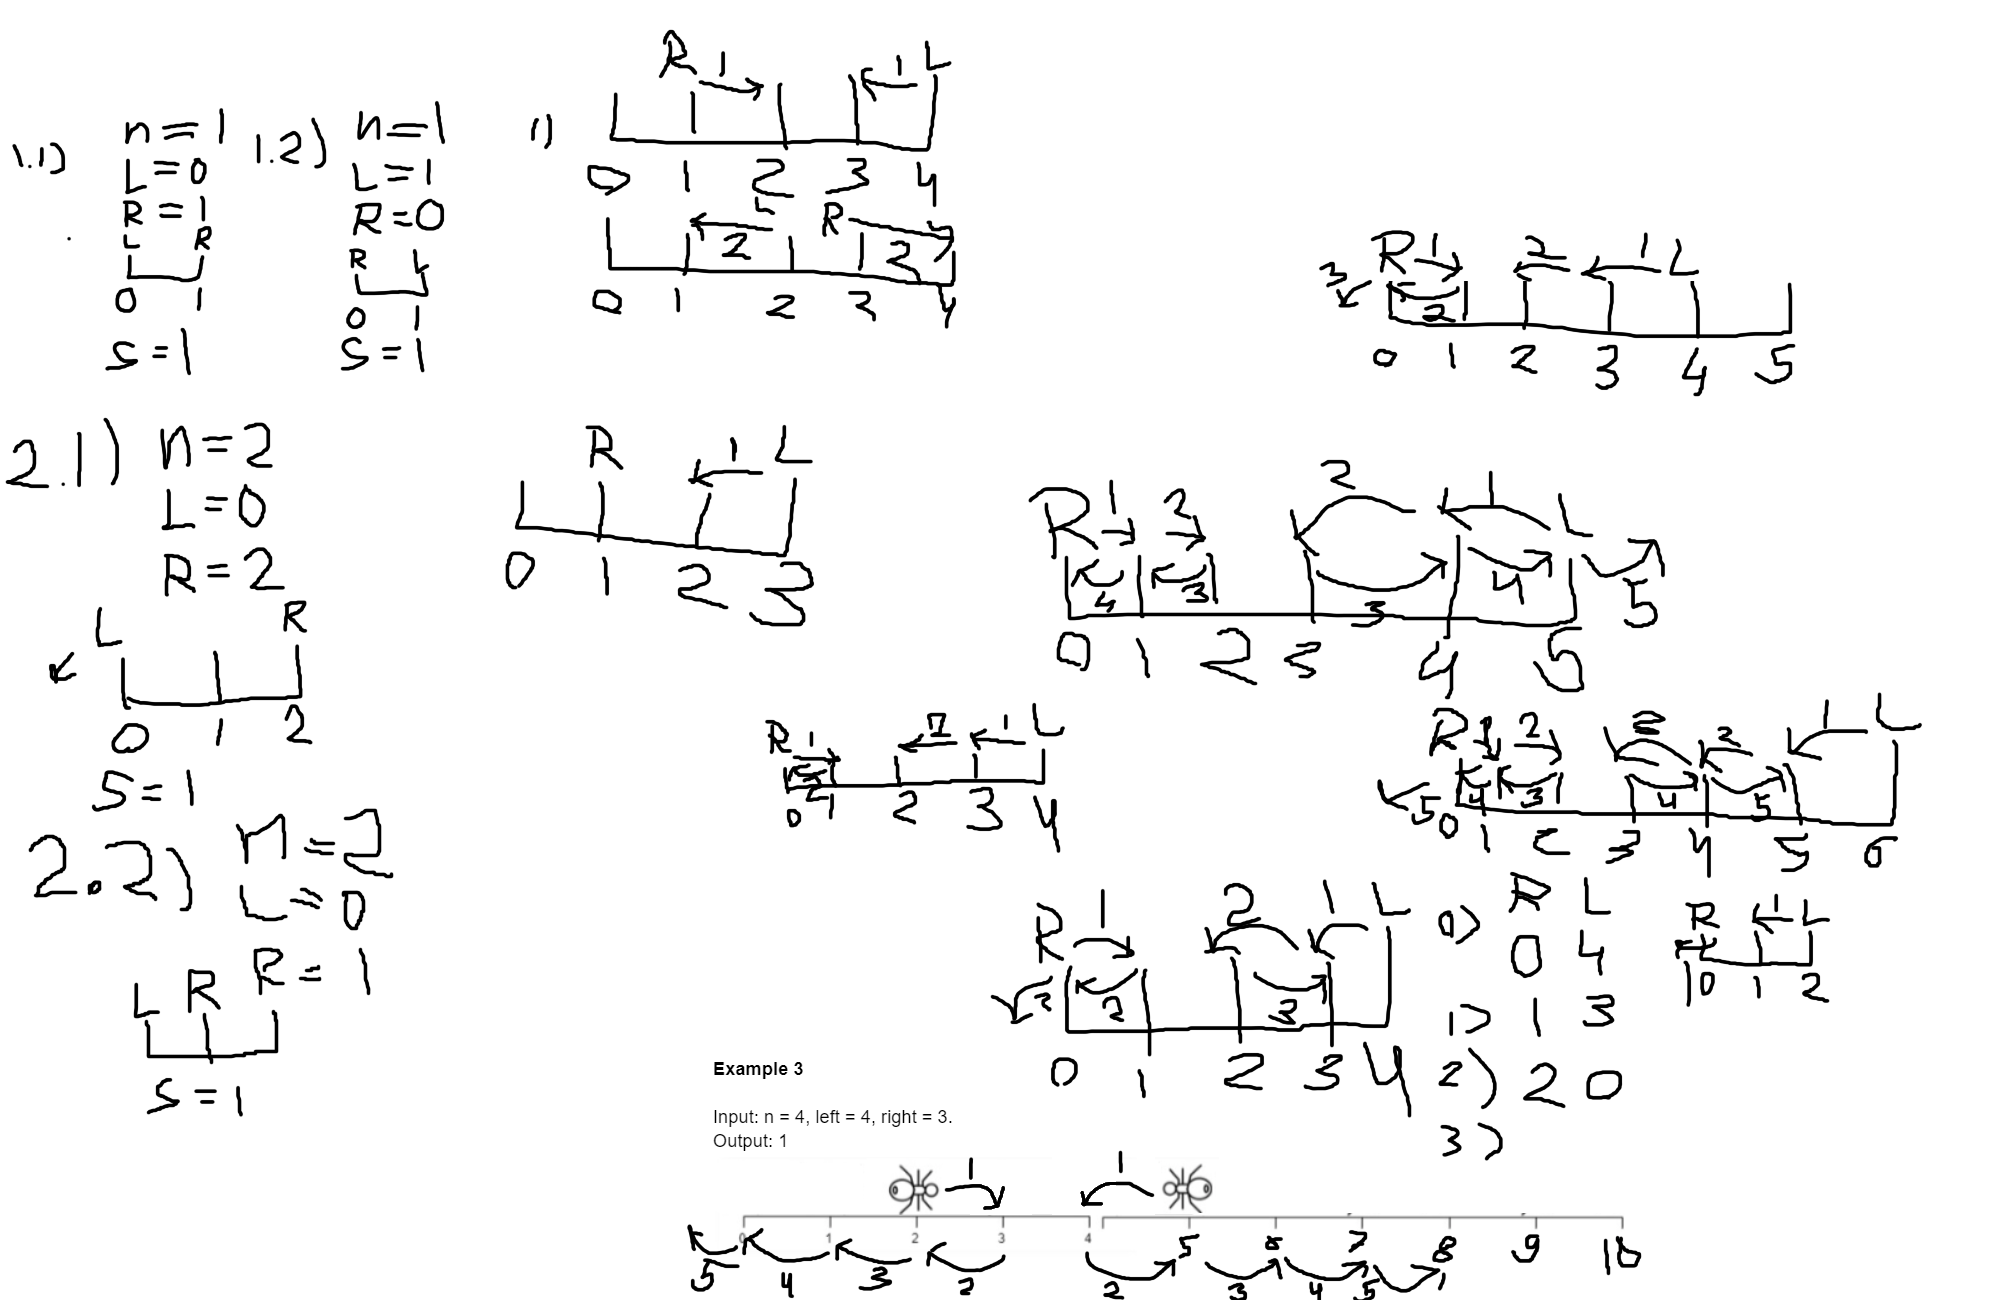 1.1)
n=1
L=0
R=1
L R
0 1
S=1
1.2)
n=1
L=1
R=0
R L
0 1
S=1
1)
R 1 1 L
0 1 2 3 4
L R
2 2
0 1 2 3 4
R 1 2 1 L
3 2
0 1 2 3 4 5
2.1)
n=2
L=0
R=2
L R
0 1 2
S=1
R 1 L
0 1 2 3
R 1 2 2 1 L
4 3 3 4 5
0 1 2 3 4 5
2.2)
n=2
L=0
R=1
L R
S=1
R 1 1 L
2
0 1 2 3 4
R 2 2 1 L
5 4 3 4 5
0 1 2 3 4 5 6
R 1 2 1 L
3 2 3
0 1 2 3 4
R L
0) 0 4
1) 1 3
2) 2 0
3)
R 1 L
1 0 1 2
Example 3
Input: n = 4, left = 4, right = 3.
Output: 1
1 1
0 1 2 3 4 5 6 7 8 9 10
5 4 3 2 2 3 4 5